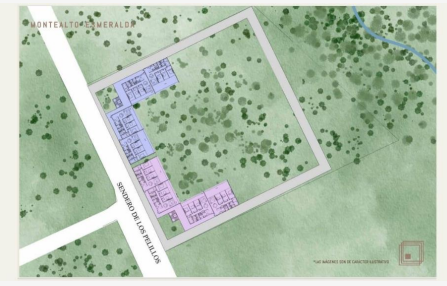 MONTEALTO ESMERALDA
SENDERO DE LOS PELILLOS
*LAS IMÁGENES SON DE CARÁCTER ILUSTRATIVO